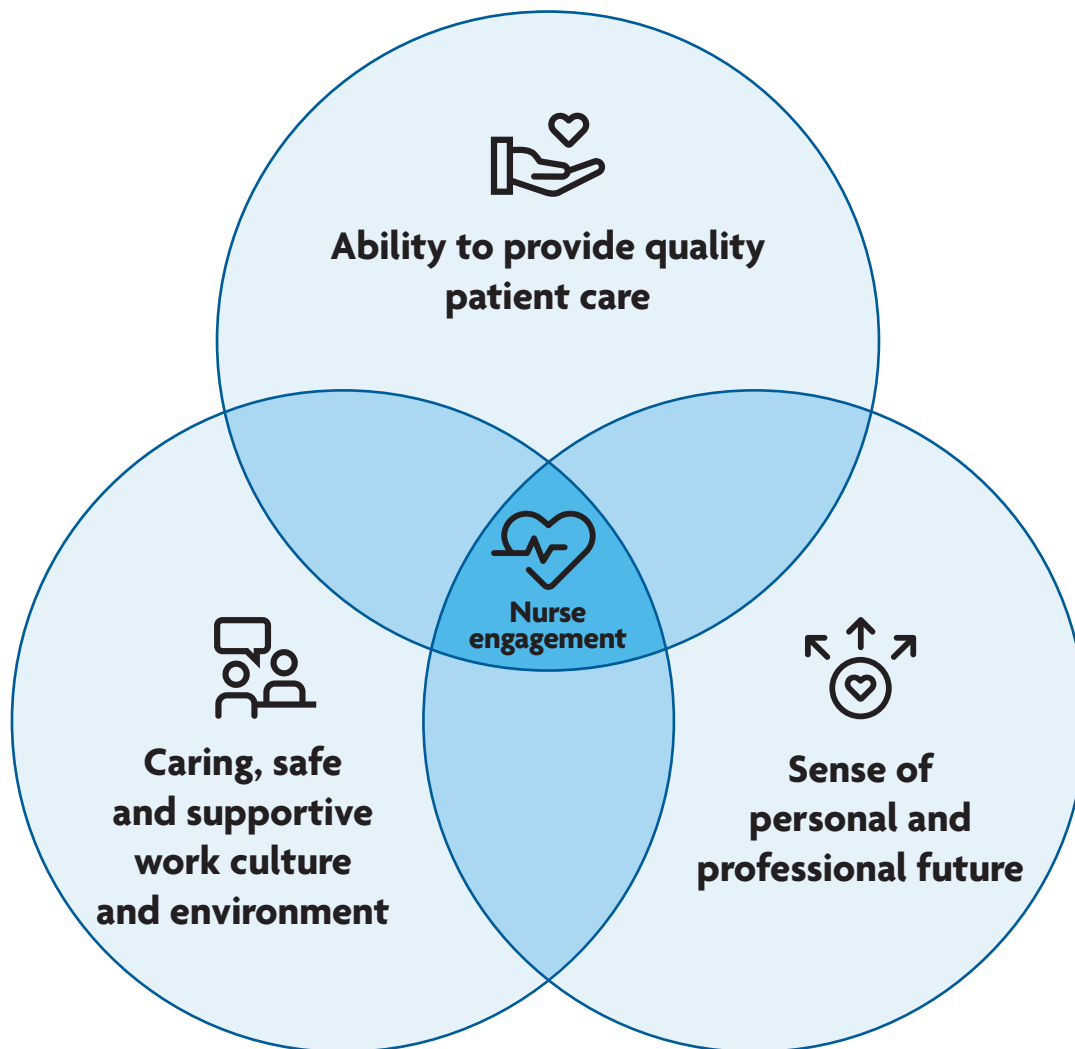 Ability to provide quality
patient care
Nurse
engagement
Caring, safe
and supportive
work culture
and environment
Sense of
personal and
professional future